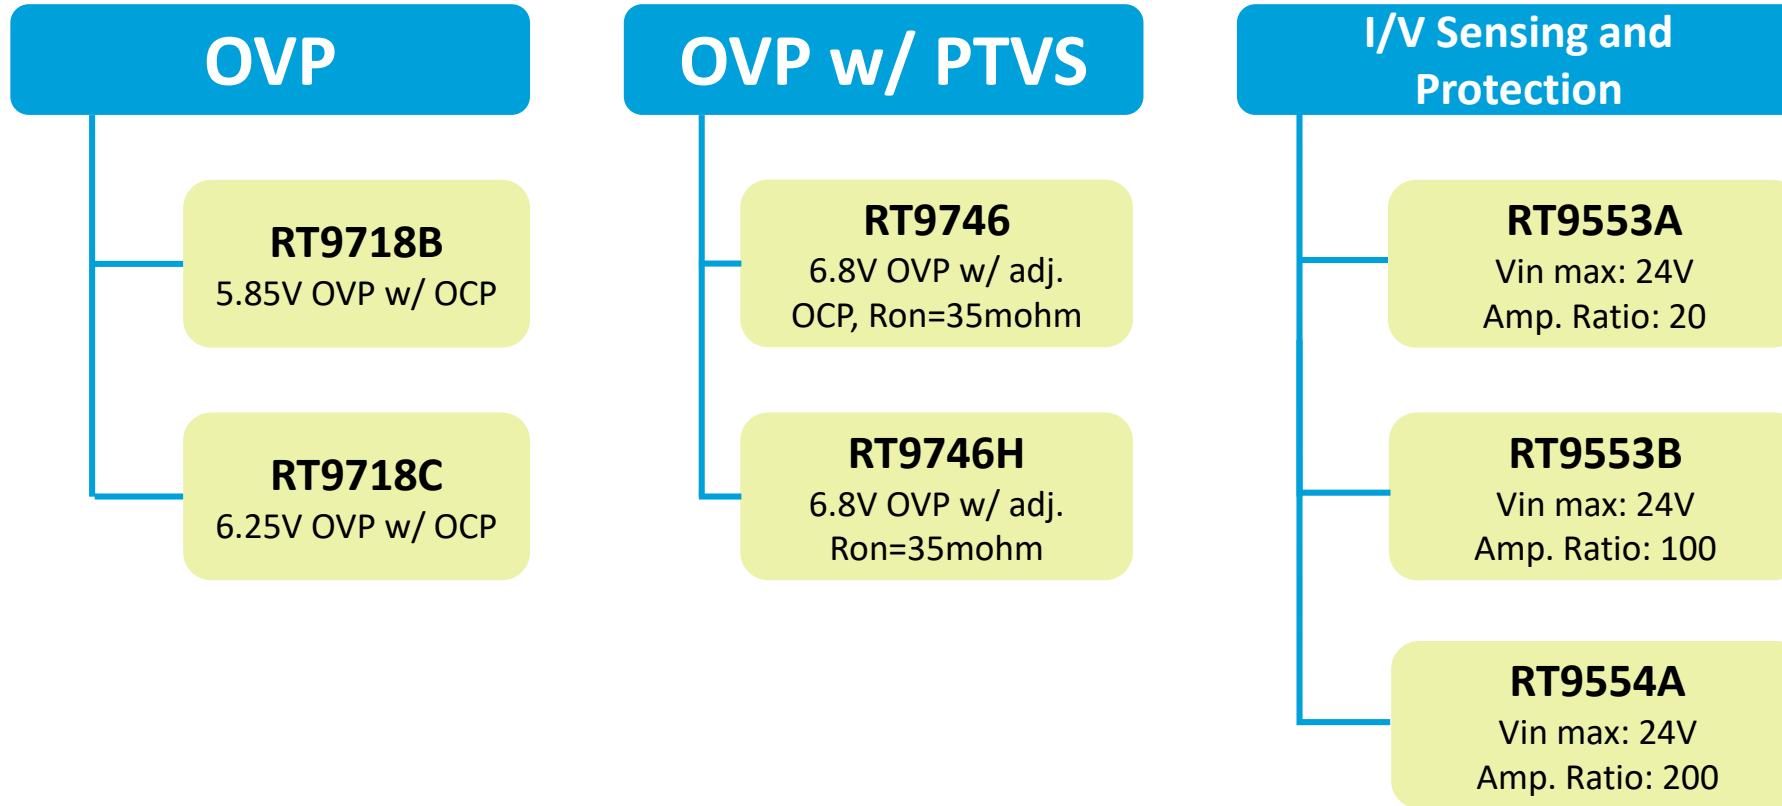 OVP
RT9718B
5.85V OVP w/ OCP
RT9718C
6.25V OVP w/ OCP
OVP w/ PTVS
RT9746
6.8V OVP w/ adj.
OCP, Ron=35mohm
RT9746H
6.8V OVP w/ adj.
Ron=35mohm
I/V Sensing and
Protection
RT9553A
Vin max: 24V
Amp. Ratio: 20
RT9553B
Vin max: 24V
Amp. Ratio: 100
RT9554A
Vin max: 24V
Amp. Ratio: 200